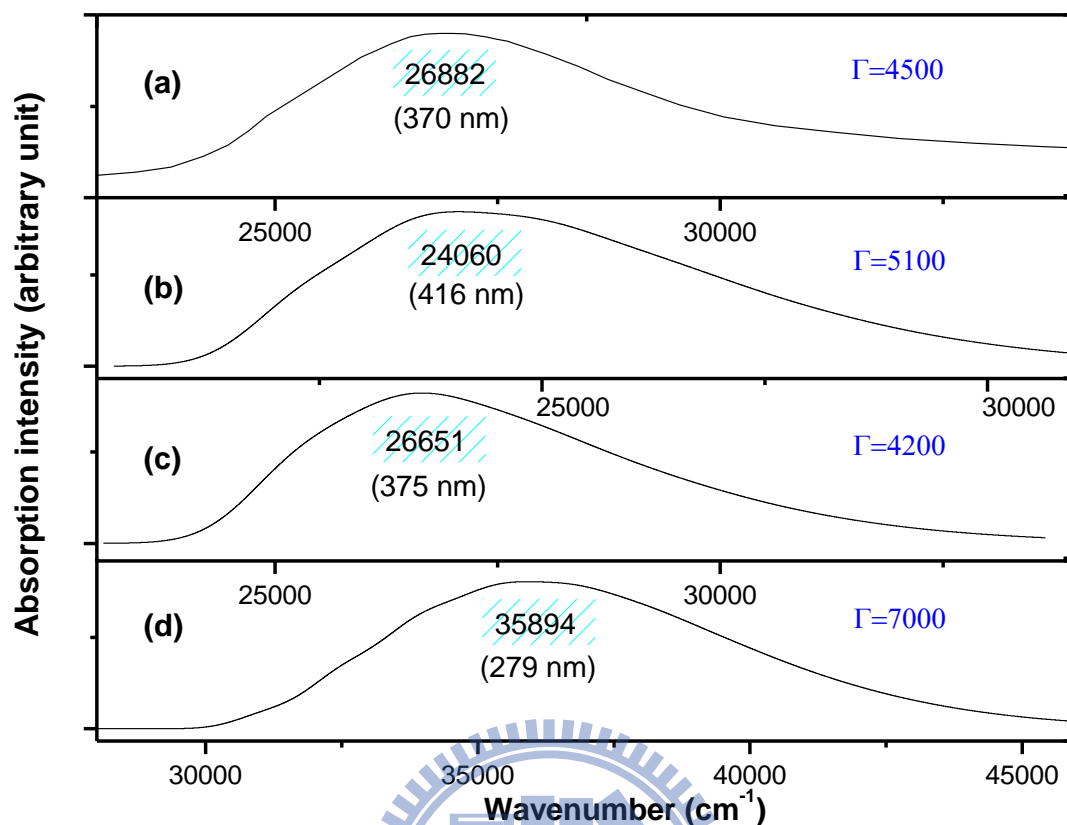 Absorption intensity (arbitrary unit)
(a)
26882
(370 nm)
Γ=4500
25000 30000
(b)
24060
(416 nm)
Γ=5100
25000 30000
(c)
26651
(375 nm)
Γ=4200
25000 30000
(d)
35894
(279 nm)
Γ=7000
30000 35000 40000 45000
Wavenumber (cm⁻¹)